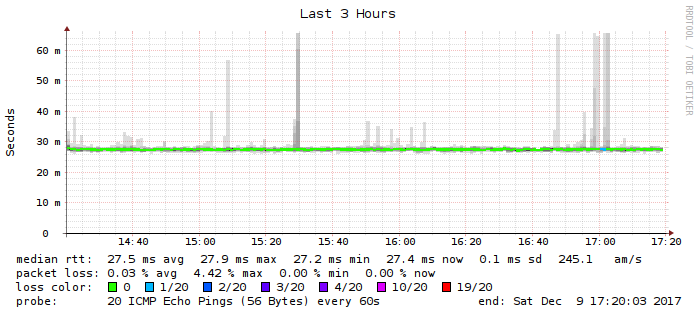 Last 3 Hours
RRDTOOL / TOBI OETIKER
Seconds
60 m
50 m
40 m
30 m
20 m
10 m
0
14:40 15:00 15:20 15:40 16:00 16:20 16:40 17:00 17:20
median rtt: 27.5 ms avg 27.9 ms max 27.2 ms min 27.4 ms now 0.1 ms sd 245.1 am/s
packet loss: 0.03 % avg 4.42 % max 0.00 % min 0.00 % now
loss color: 0 1/20 2/20 3/20 4/20 10/20 19/20
probe: 20 ICMP Echo Pings (56 Bytes) every 60s end: Sat Dec 9 17:20:03 2017